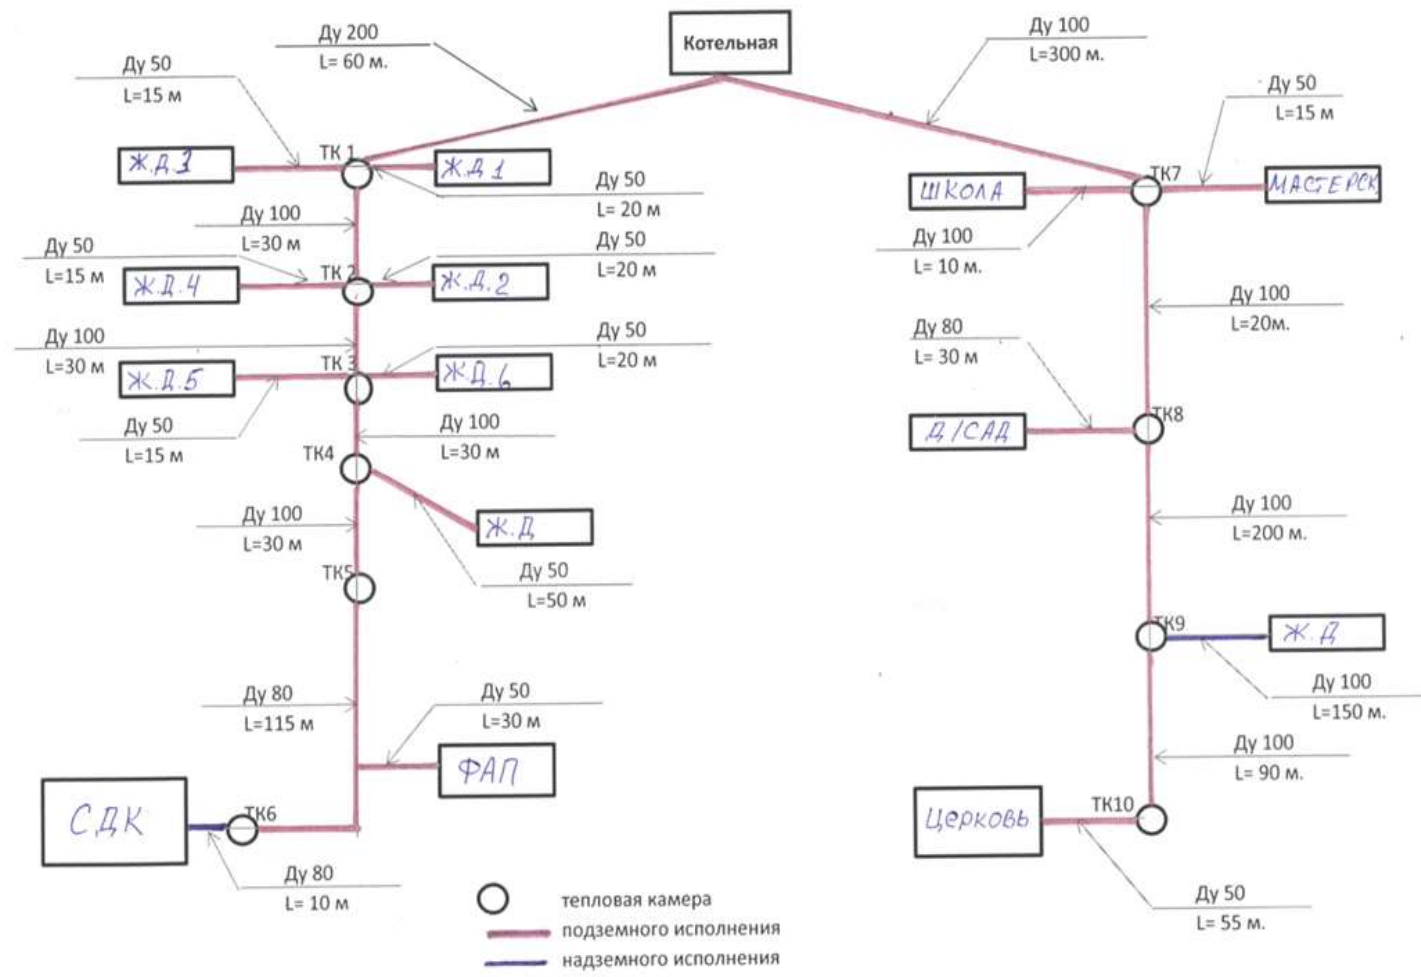 Ду 200
L= 60 м.
Котельная
Ду 100
L=300 м.
Ду 50
L=15 м
Ду 50
L=15 м
ТК 1
Ж.Д.3
Ж.Д 1
Ду 50
L= 20 м
ТК7
ШКОЛА
МАСТЕРСК
Ду 100
L=30 м
Ду 100
L= 10 м.
Ду 50
L=15 м
Ду 50
L=20 м
ТК 2
Ж.Д.4
Ж.Д.2
Ду 100
L=20м.
Ду 100
L=30 м
Ду 50
L=20 м
Ду 80
L= 30 м
ТК 3
Ж.Д.5
Ж.Д.6
Ду 50
L=15 м
Ду 100
L=30 м
ТК8
Д/САД
ТК4
Ду 100
L=30 м
Ж.Д
Ду 100
L=200 м.
ТК5
Ду 50
L=50 м
ТК9
Ж.Д
Ду 80
L=115 м
Ду 50
L=30 м
Ду 100
L=150 м.
Ду 100
L= 90 м.
ФАП
СДК
ТК6
ТК10
ЦЕРКОВЬ
Ду 80
L= 10 м
Ду 50
L= 55 м.
тепловая камера
подземного исполнения
надземного исполнения